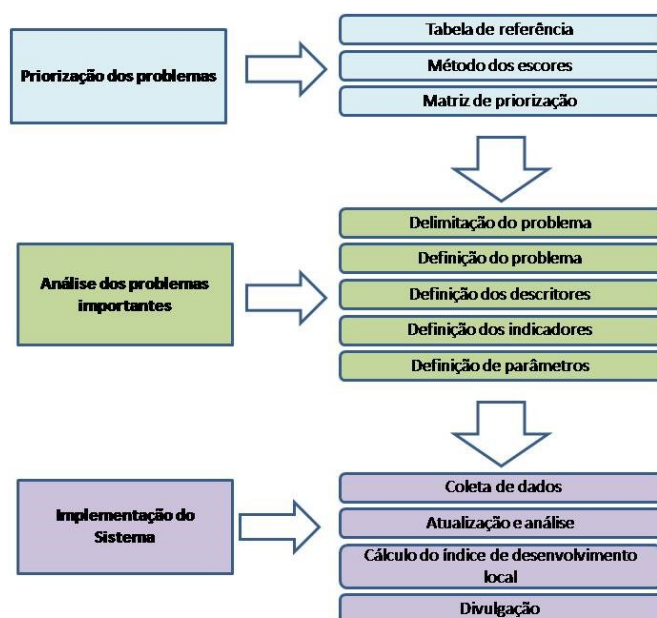 Priorização dos problemas
Tabela de referência
Método dos escores
Matriz de priorização
Análise dos problemas
importantes
Delimitação do problema
Definição do problema
Definição dos descritores
Definição dos indicadores
Definição de parâmetros
Implementação do
Sistema
Coleta de dados
Atualização e análise
Cálculo do índice de desenvolvimento
local
Divulgação